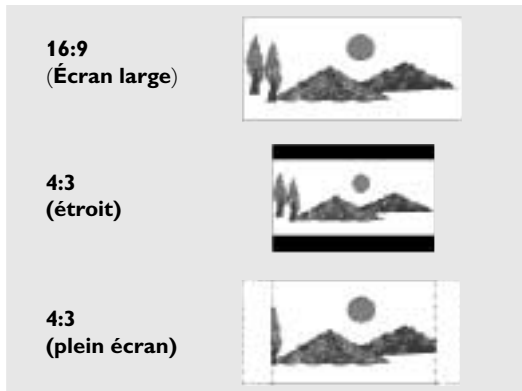 16:9
(Écran large)
4:3
(étroit)
4:3
(plein écran)